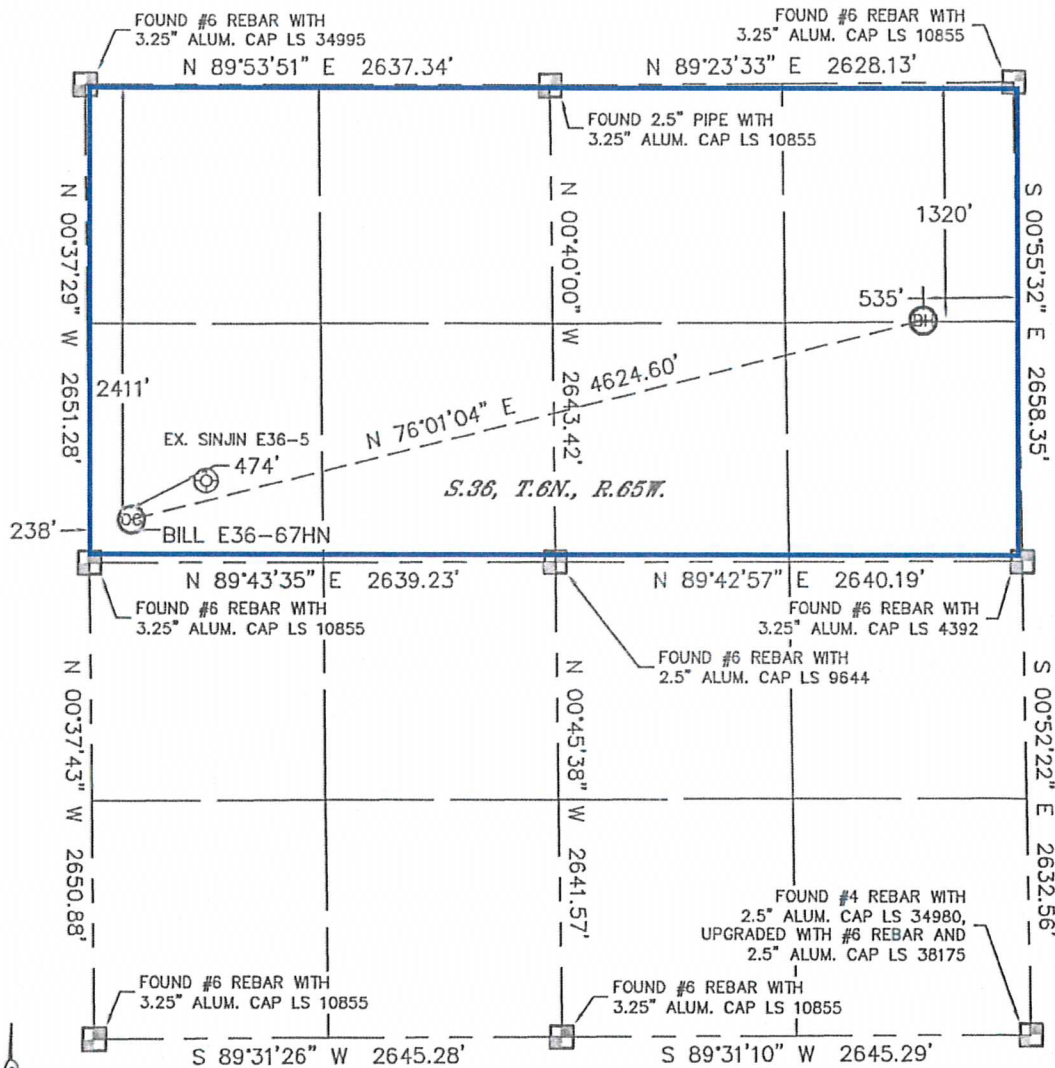 FOUND #6 REBAR WITH
3.25" ALUM. CAP LS 34995
FOUND #6 REBAR WITH
3.25" ALUM. CAP LS 10855
N 89°53'51" E 2637.34'
N 89°23'33" E 2628.13'
FOUND 2.5" PIPE WITH
3.25" ALUM. CAP LS 10855
N 00°37'29" W 2651.28'
N 00°40'00" W 2643.42'
S 00°55'32" E 2658.35'
1320'
535'
BH
2411'
4624.60'
N 76°01'04" E
EX. SINJIN E36-5
474'
S.36, T.6N., R.65W.
238'
BILL E36-67HN
N 89°43'35" E 2639.23'
N 89°42'57" E 2640.19'
FOUND #6 REBAR WITH
3.25" ALUM. CAP LS 10855
FOUND #6 REBAR WITH
3.25" ALUM. CAP LS 4392
FOUND #6 REBAR WITH
2.5" ALUM. CAP LS 9644
N 00°37'43" W 2650.88'
N 00°45'38" W 2641.57'
S 00°52'22" E 2632.56'
FOUND #4 REBAR WITH
2.5" ALUM. CAP LS 34980,
UPGRADED WITH #6 REBAR AND
2.5" ALUM. CAP LS 38175
FOUND #6 REBAR WITH
3.25" ALUM. CAP LS 10855
FOUND #6 REBAR WITH
3.25" ALUM. CAP LS 10855
S 89°31'26" W 2645.28'
S 89°31'10" W 2645.29'